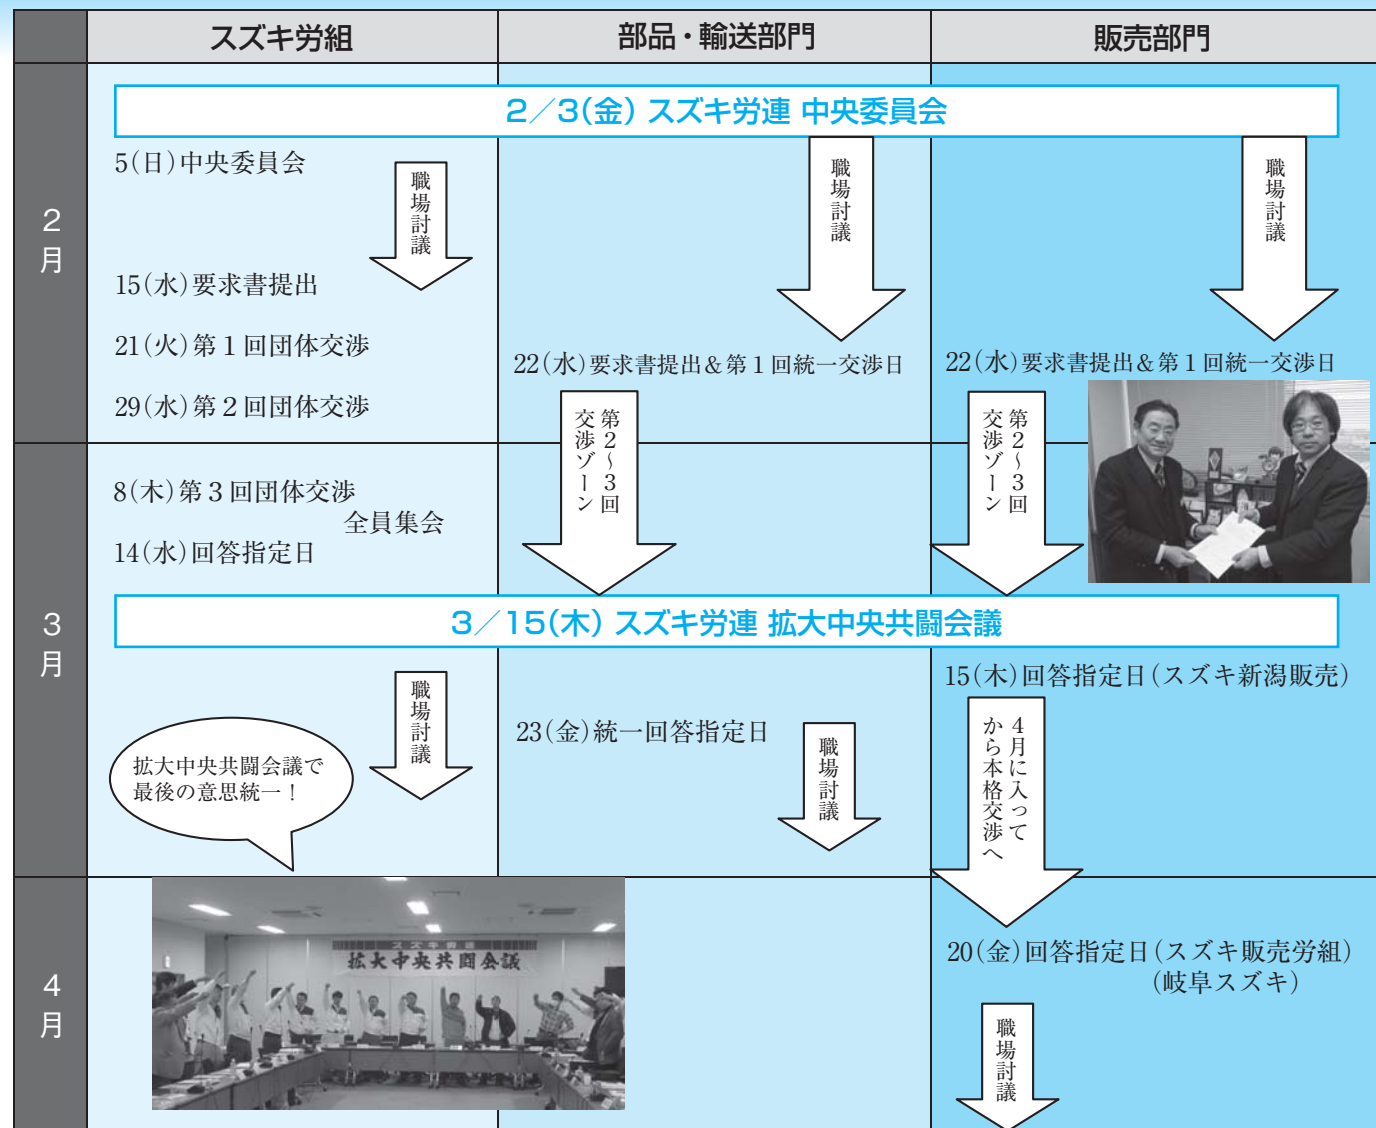 スズキ労組
部品・輸送部門
販売部門
2月
2／3(金) スズキ労連 中央委員会
5(日)中央委員会
職場討議
15(水)要求書提出
21(火)第１回団体交渉
29(水)第２回団体交渉
職場討議
22(水)要求書提出＆第１回統一交渉日
第２～３回
交渉ゾーン
職場討議
22(水)要求書提出＆第１回統一交渉日
第２～３回
交渉ゾーン
3月
8(木)第３回団体交渉
全員集会
14(水)回答指定日
3／15(木) スズキ労連 拡大中央共闘会議
職場討議
拡大中央共闘会議で
最後の意思統一！
23(金)統一回答指定日
職場討議
15(木)回答指定日(スズキ新潟販売)
４月に入って
から本格交渉へ
4月
スズキ労連
拡大中央共闘会議
20(金)回答指定日(スズキ販売労組)
(岐阜スズキ)
職場討議